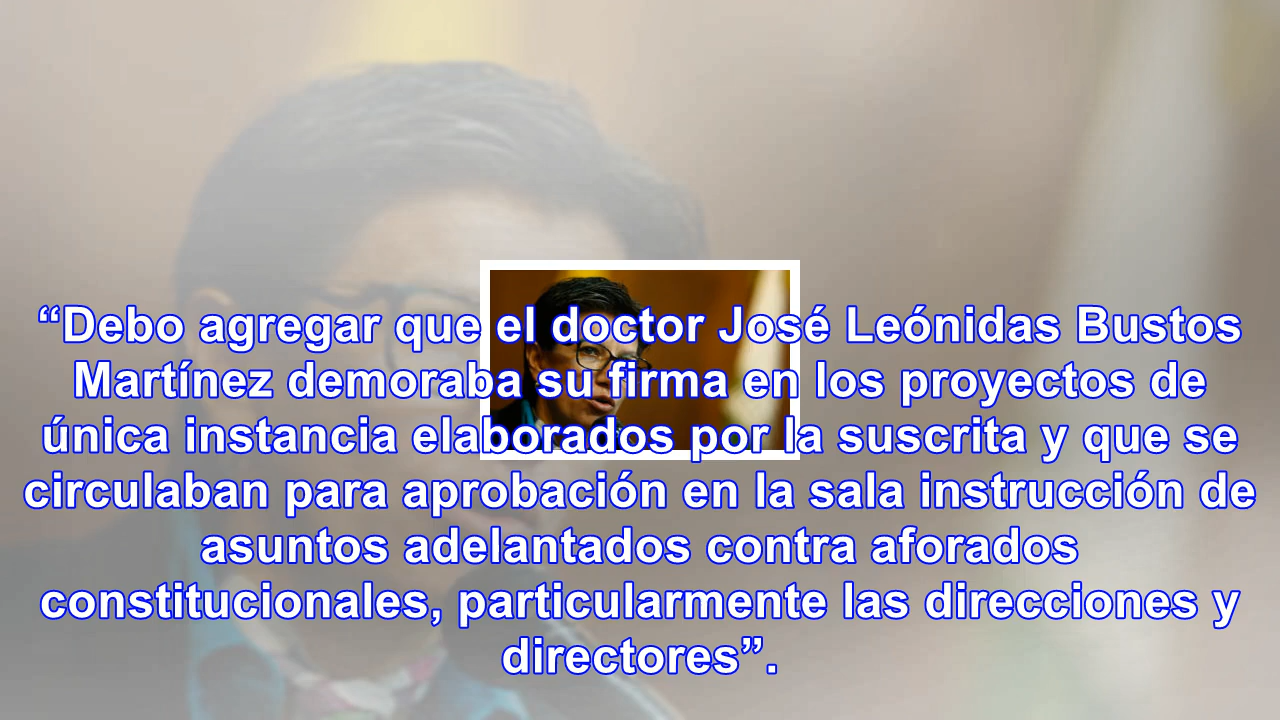 “Debo agregar que el doctor José Leónidas Bustos
Martínez demoraba su firma en los proyectos de
única instancia elaborados por la suscrita y que se
circulaban para aprobación en la sala instrucción de
asuntos adelantados contra aforados
constitucionales, particularmente las direcciones y
directores”.